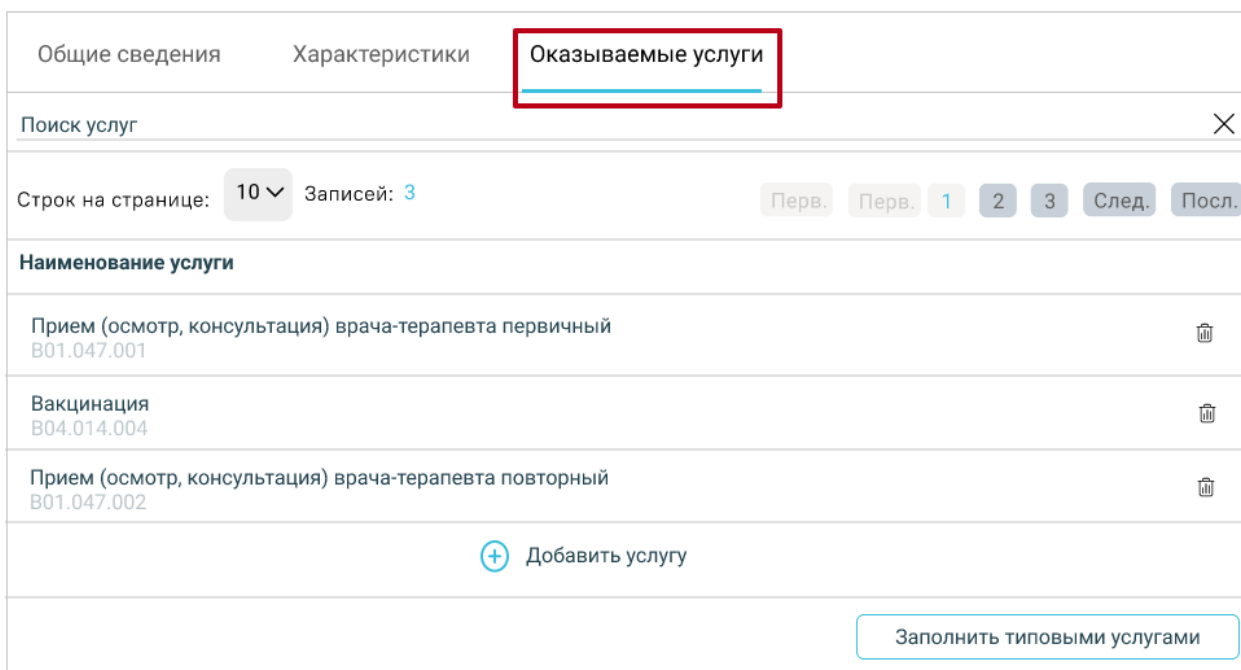 Общие сведения Характеристики Оказываемые услуги
Поиск услуг
Строк на странице: 10 Записей: 3 Перв. Перв. 1 2 3 След. Посл.
Наименование услуги
Прием (осмотр, консультация) врача-терапевта первичный
B01.047.001
Вакцинация
B04.014.004
Прием (осмотр, консультация) врача-терапевта повторный
B01.047.002
Добавить услугу
Заполнить типовыми услугами